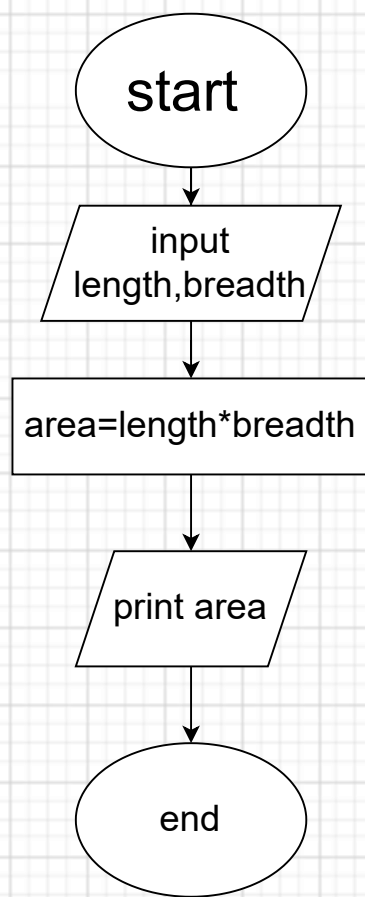 start
input
length,breadth
area=length*breadth
print area
end